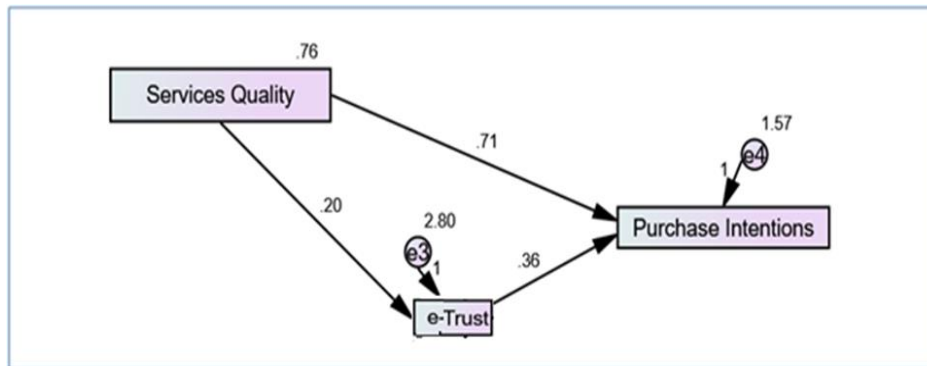 .76
Services Quality
1.57
e4
.71
1
.20
2.80
Purchase Intentions
e3
.36
1
e-Trust